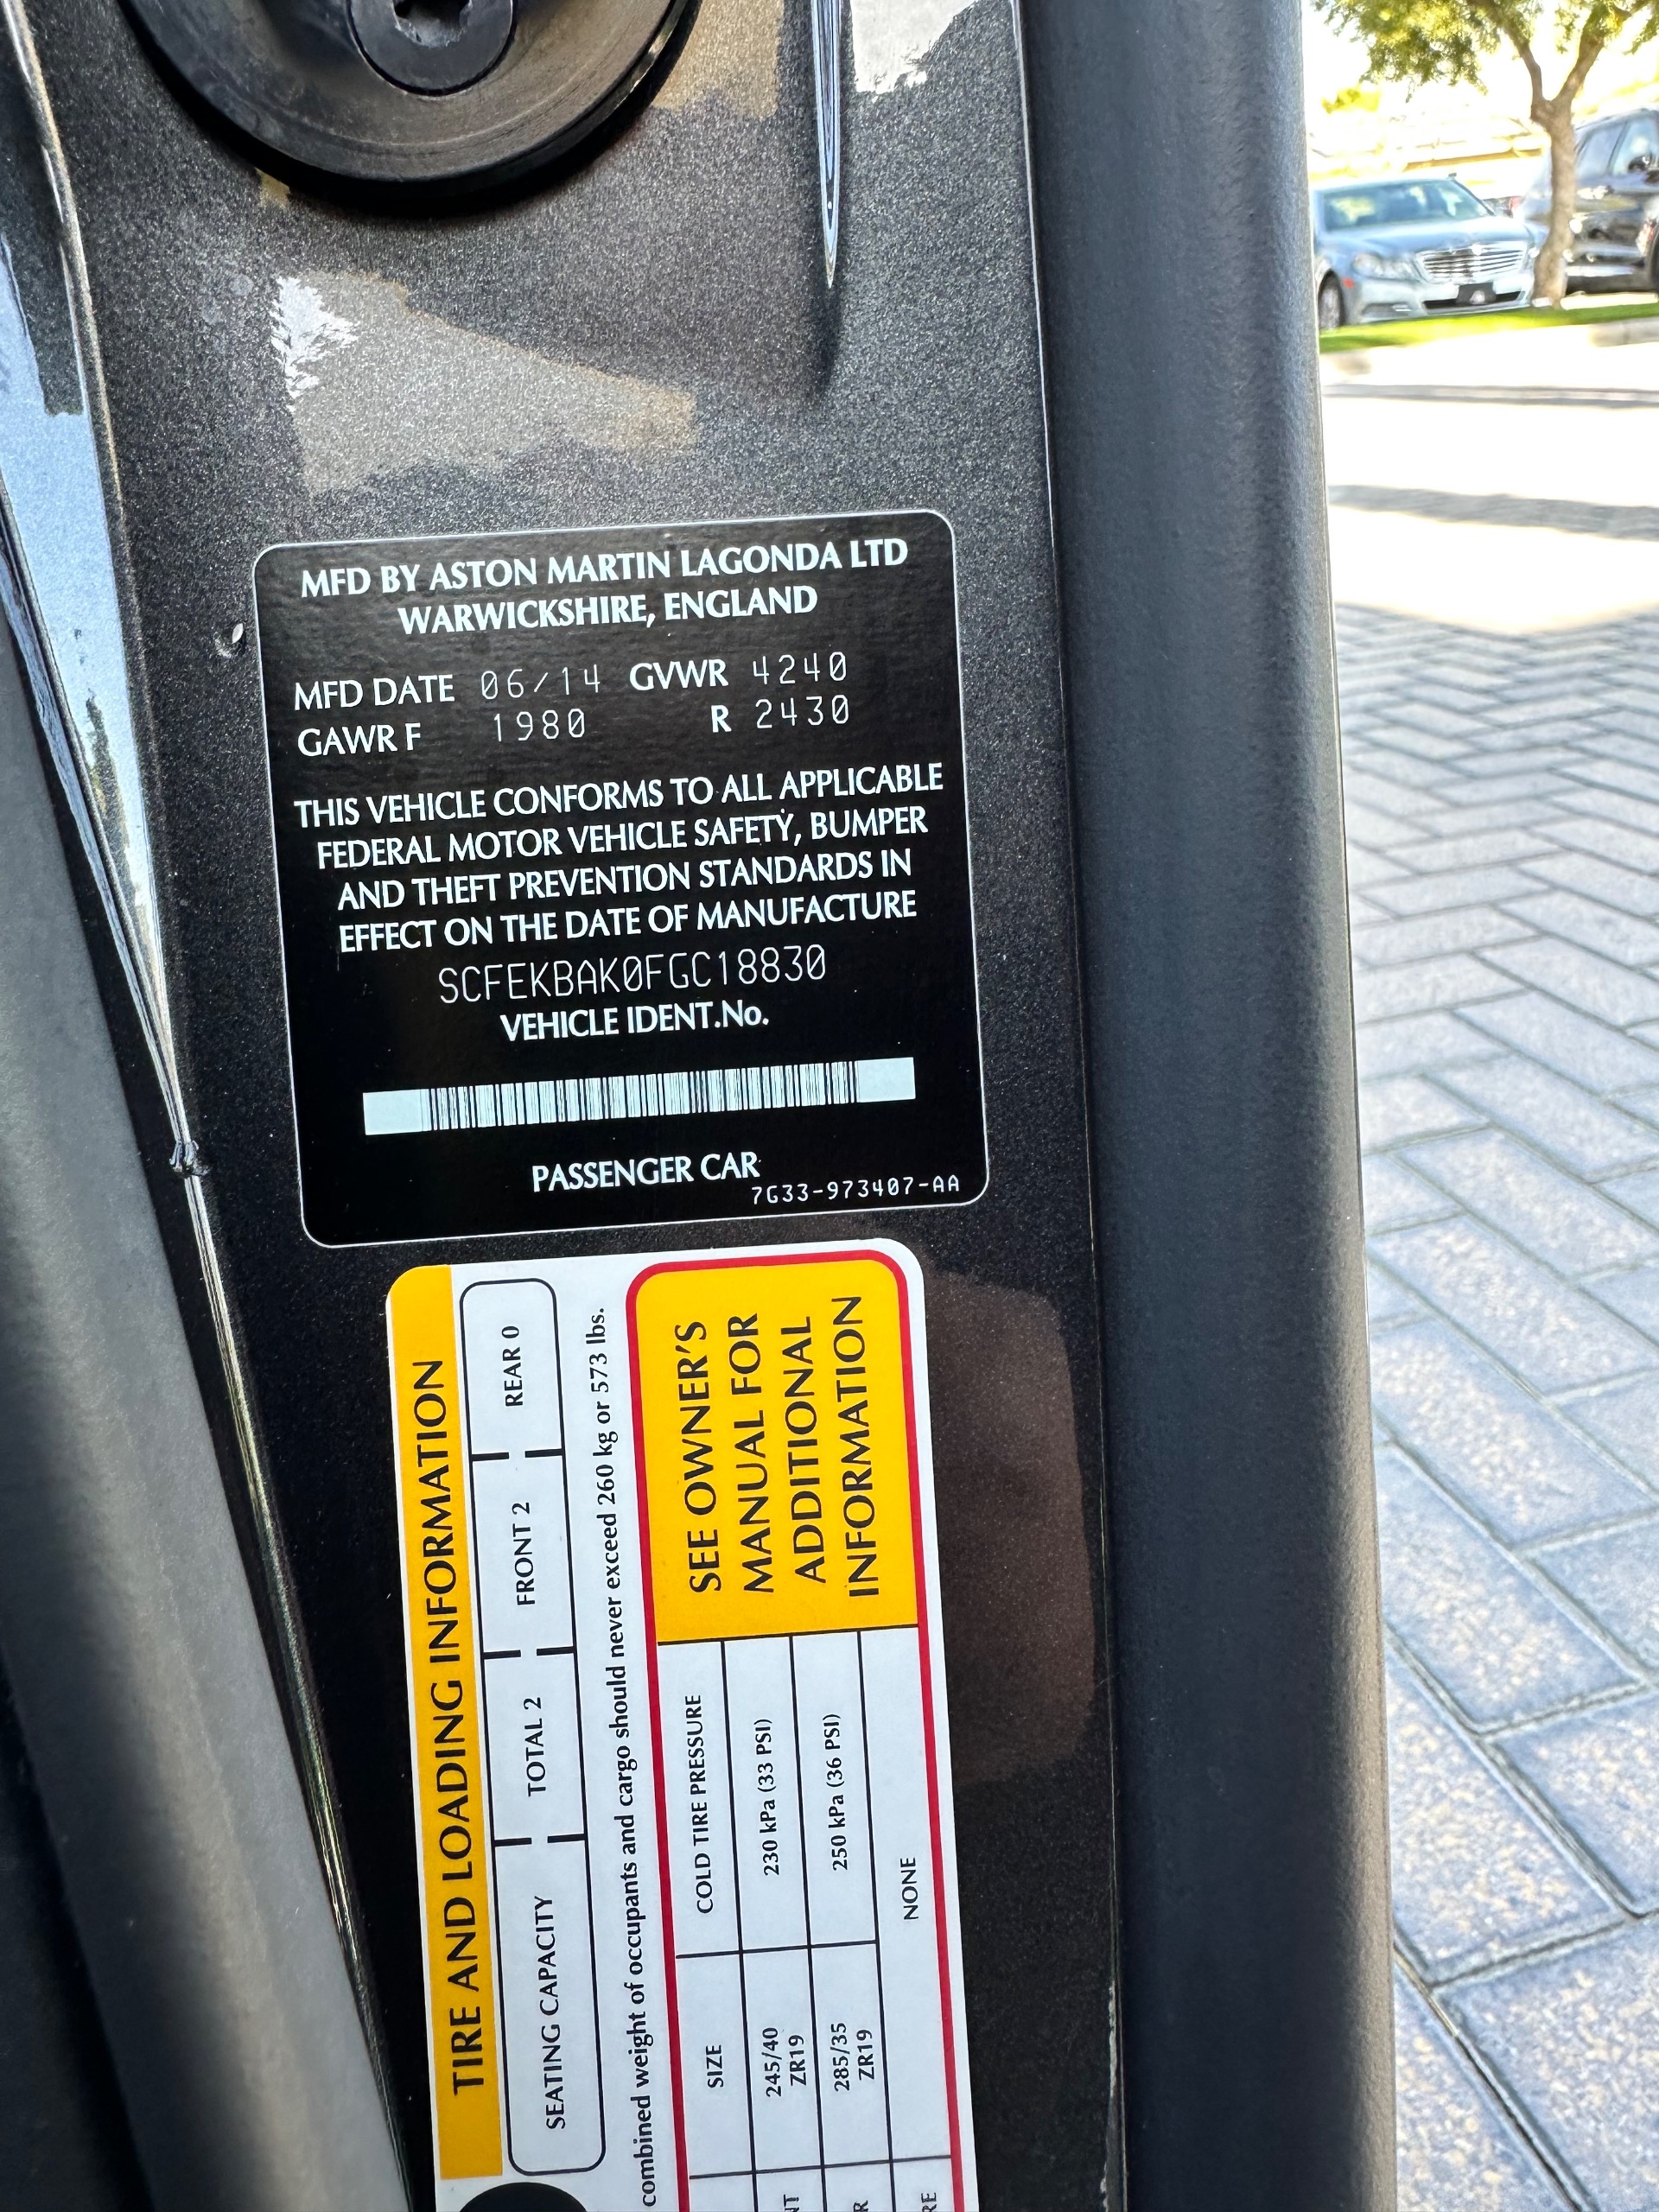 MFD BY ASTON MARTIN LAGONDA LTD
WARWICKSHIRE, ENGLAND
MFD DATE 06/14 GVWR 4240
GAWR F 1980 R 2430
THIS VEHICLE CONFORMS TO ALL APPLICABLE
FEDERAL MOTOR VEHICLE SAFETY, BUMPER
AND THEFT PREVENTION STANDARDS IN
EFFECT ON THE DATE OF MANUFACTURE
SCFEKBAK0FGC18830
VEHICLE IDENT.No.
PASSENGER CAR
7G33-973407-AA
TIRE AND LOADING INFORMATION
SEATING CAPACITY TOTAL 2 FRONT 2 REAR 0
combined weight of occupants and cargo should never exceed 260 kg or 573 lbs.
SIZE COLD TIRE PRESSURE
245/40
ZR19 230 kPa (33 PSI)
285/35
ZR19 250 kPa (36 PSI)
NONE
SEE OWNER'S
MANUAL FOR
ADDITIONAL
INFORMATION